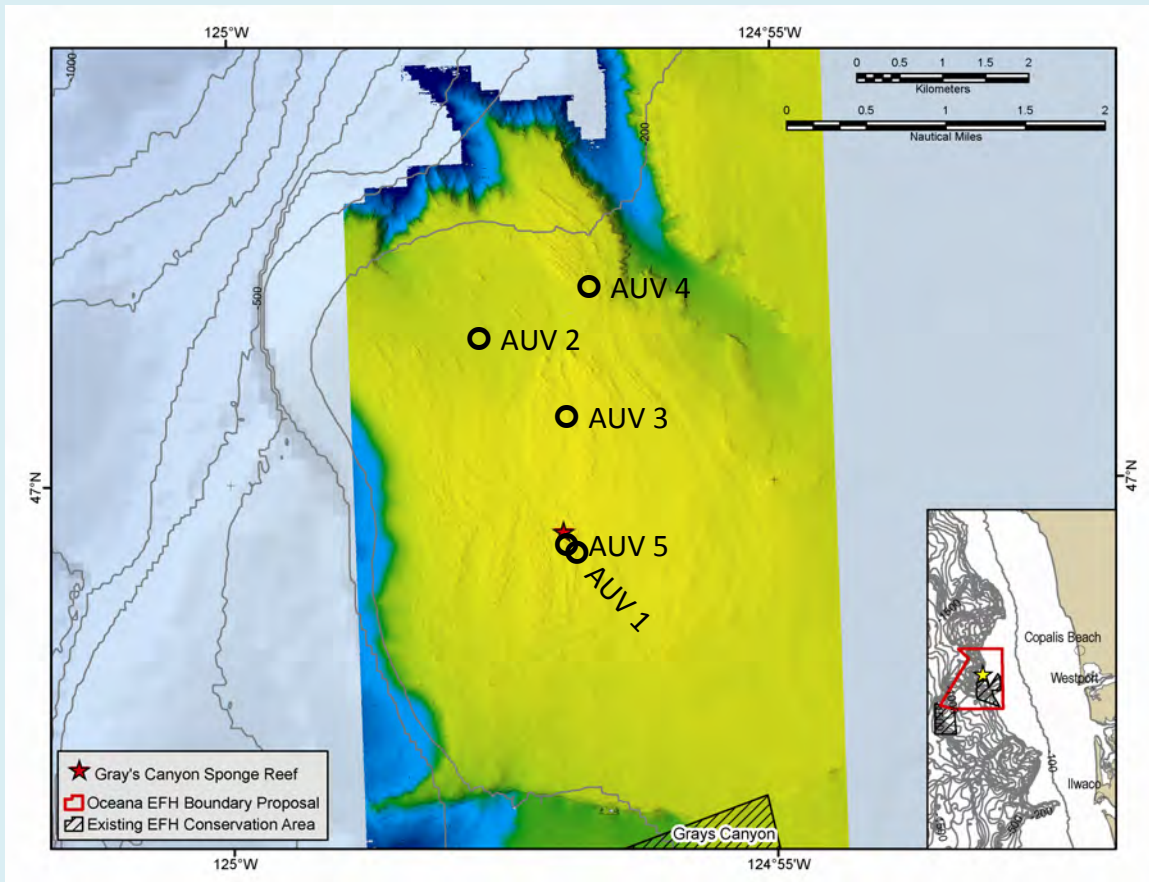 125°W
124°55'W
-1000
0 0.5 1 1.5 2
Kilometers
0 0.5 1 1.5 2
Nautical Miles
-200
-500
AUV 4
AUV 2
AUV 3
47°N
47°N
AUV 5
AUV 1
Gray's Canyon Sponge Reef
Oceana EFH Boundary Proposal
Existing EFH Conservation Area
Grays Canyon
-1500
Copalis Beach
Westport
-100
Ilwaco
-500
-200
125°W
124°55'W